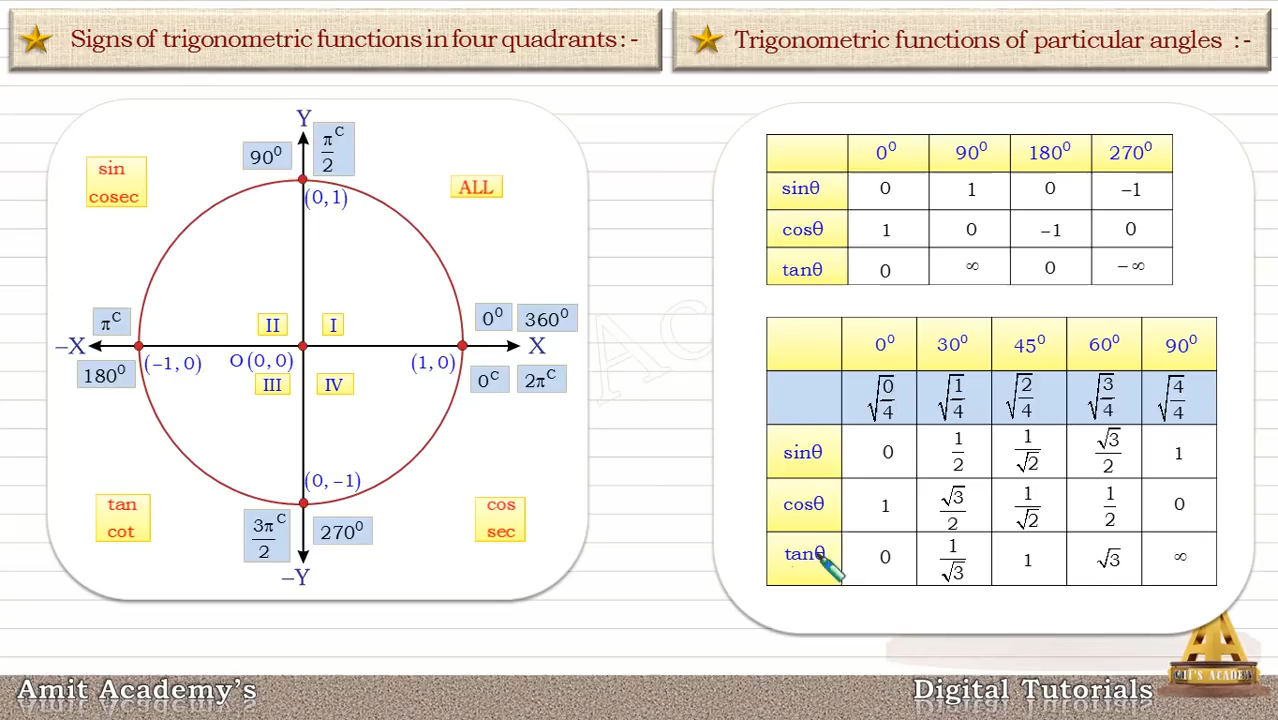 Signs of trigonometric functions in four quadrants : -
Trigonometric functions of particular angles : -
Y
90⁰
πᶜ/2
(0, 1)
sin
cosec
ALL
II
I
πᶜ
0⁰
360⁰
–X
(–1, 0)
O (0, 0)
(1, 0)
X
180⁰
III
IV
0ᶜ
2πᶜ
(0, –1)
tan
cot
cos
sec
3πᶜ/2
270⁰
–Y
0⁰ 90⁰ 180⁰ 270⁰
sinθ 0 1 0 –1
cosθ 1 0 –1 0
tanθ 0 ∞ 0 –∞
0⁰ 30⁰ 45⁰ 60⁰ 90⁰
√(0/4) √(1/4) √(2/4) √(3/4) √(4/4)
sinθ 0 1/2 1/√2 √3/2 1
cosθ 1 √3/2 1/√2 1/2 0
tanθ 0 1/√3 1 √3 ∞
Amit Academy's
Digital Tutorials